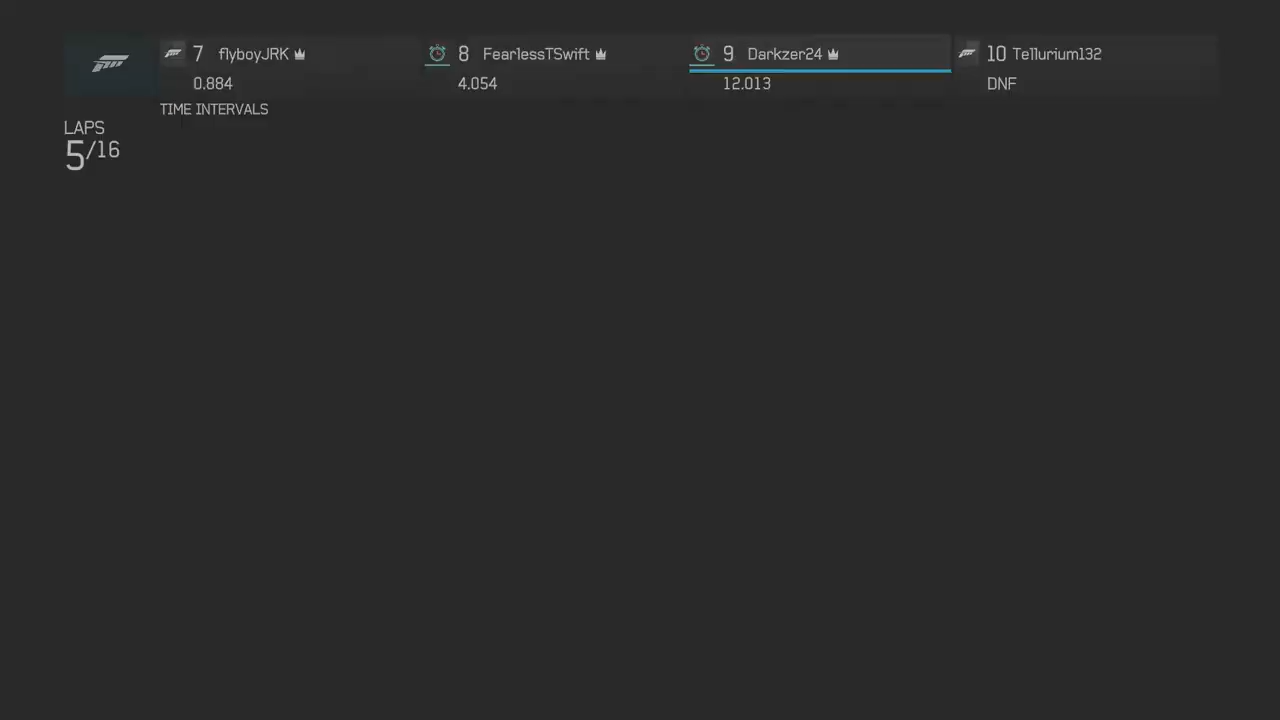 7 flyboyJRK
0.884
8 FearlessTSwift
4.054
9 Darkzer24
12.013
10 Tellurium132
DNF
TIME INTERVALS
LAPS
5/16